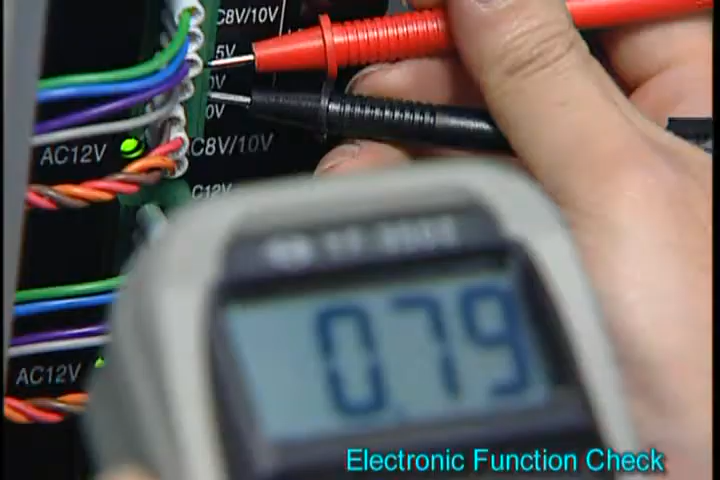 C8V/10V
5V
0V
0V
AC12V
C8V/10V
C12V
AC12V
079
Electronic Function Check